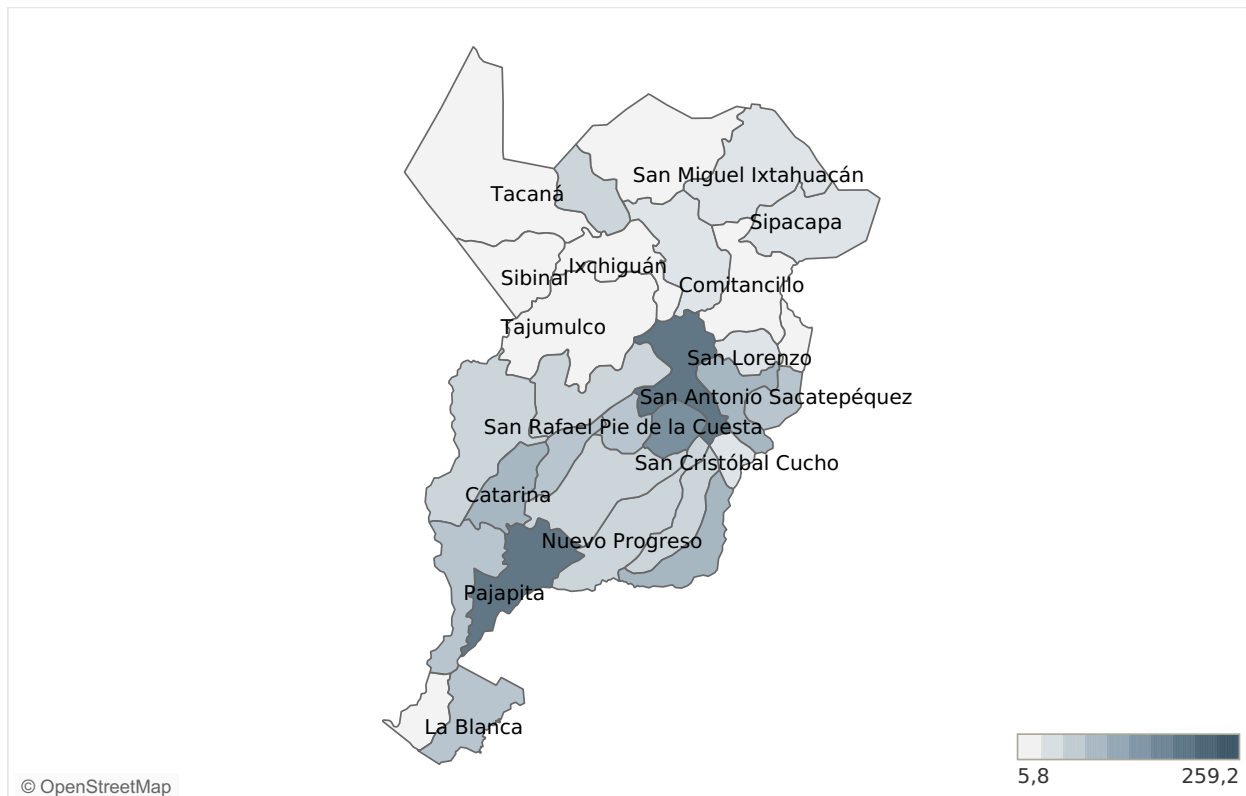 San Miguel Ixtahuacán
Tacaná
Sipacapa
Ixchiguán
Sibinal
Comitancillo
Tajumulco
San Lorenzo
San Antonio Sacatepéquez
San Rafael Pie de la Cuesta
San Cristóbal Cucho
Catarina
Nuevo Progreso
Pajapita
La Blanca
5,8 259,2
© OpenStreetMap